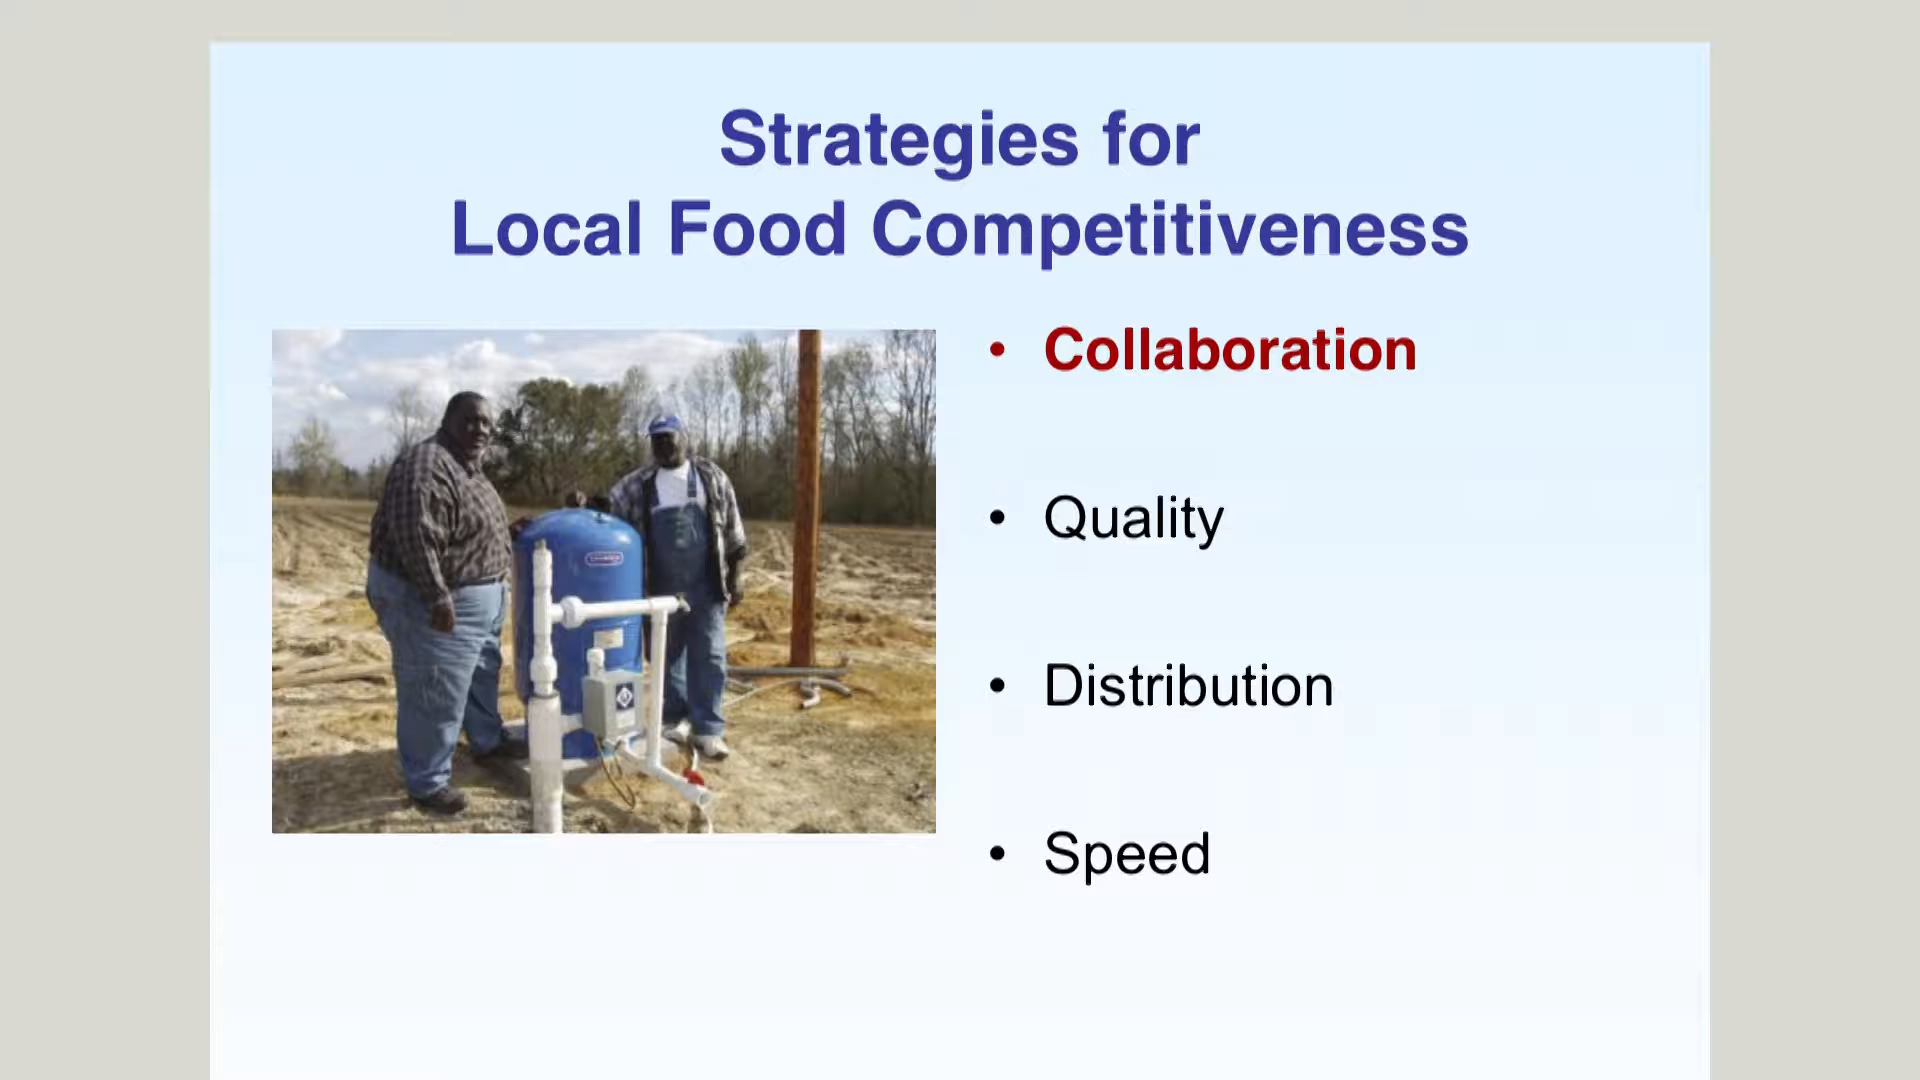 Strategies for
Local Food Competitiveness
• Collaboration
• Quality
• Distribution
• Speed